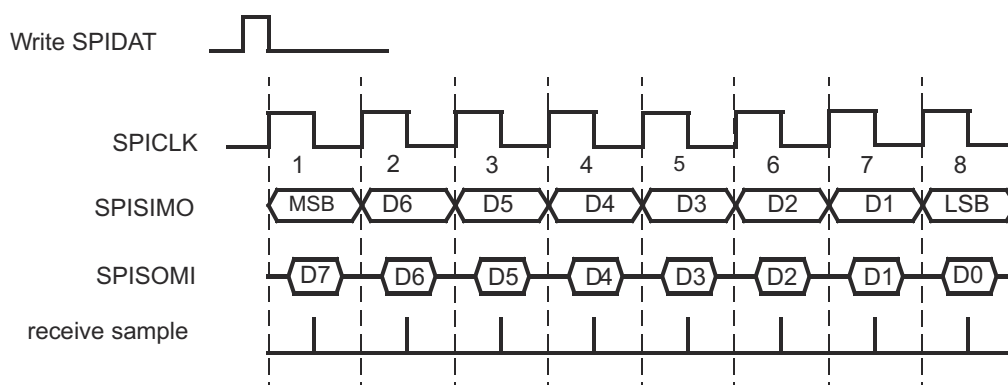 Write SPIDAT
SPICLK
1 2 3 4 5 6 7 8
SPISIMO MSB D6 D5 D4 D3 D2 D1 LSB
SPISOMI D7 D6 D5 D4 D3 D2 D1 D0
receive sample